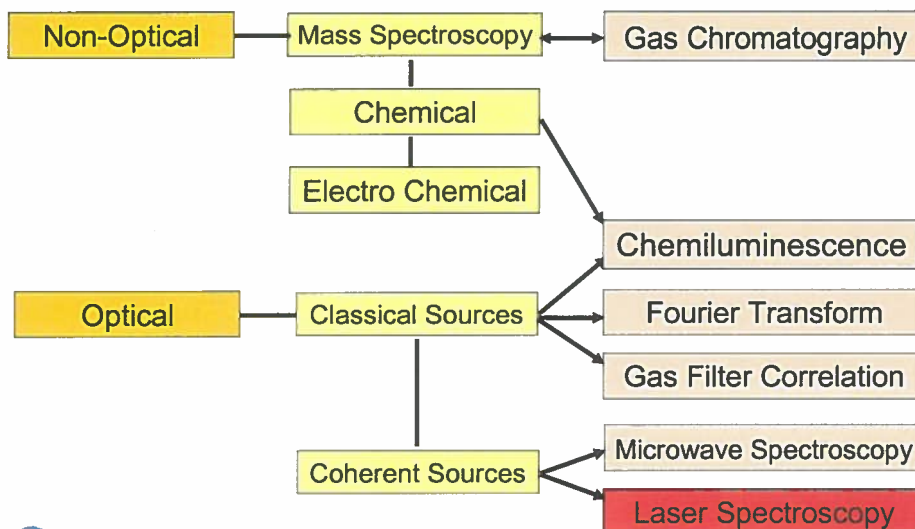 Non-Optical
Mass Spectroscopy
Gas Chromatography
Chemical
Electro Chemical
Chemiluminescence
Optical
Classical Sources
Fourier Transform
Gas Filter Correlation
Microwave Spectroscopy
Coherent Sources
Laser Spectroscopy